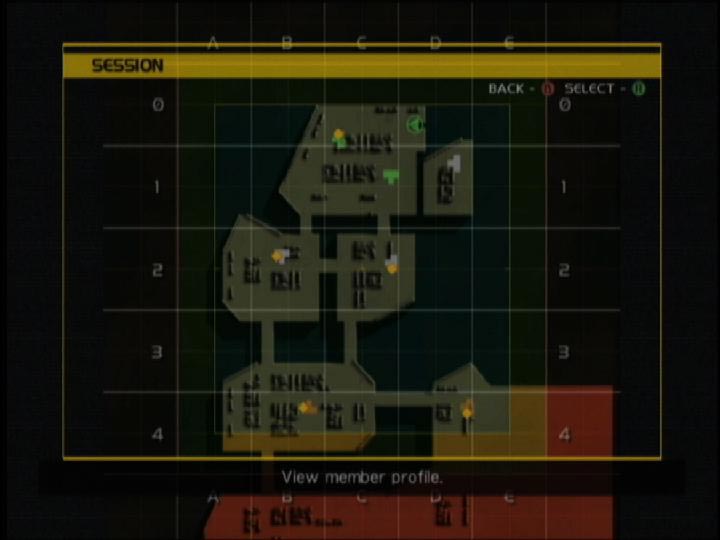 A B C D E
SESSION
BACK - B SELECT -
0 0
1 1
2 2
3 3
4 4
View member profile.
A B C D E